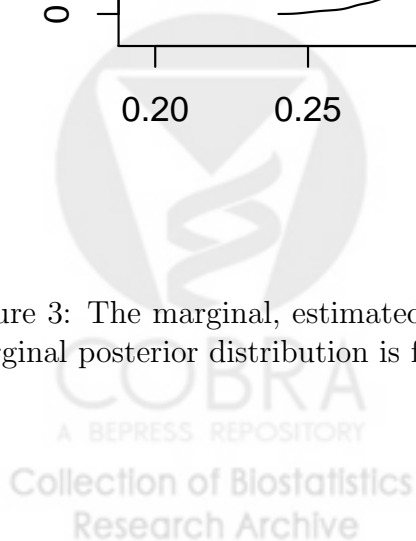 0
0.20 0.25
ure 3: The marginal, estimated
rginal posterior distribution is f
COBRA
A BEPRESS REPOSITORY
Collection of Biostatistics
Research Archive